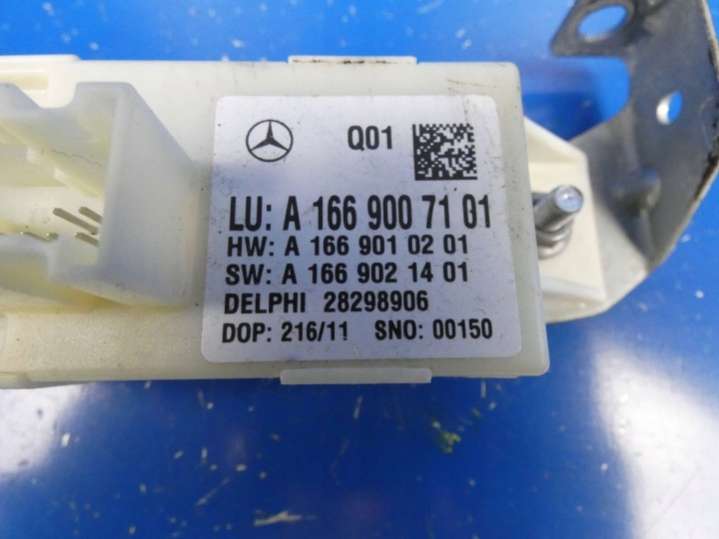 Q01
LU: A 166 900 71 01
HW: A 166 901 02 01
SW: A 166 902 14 01
DELPHI 28298906
DOP: 216/11 SNO: 00150